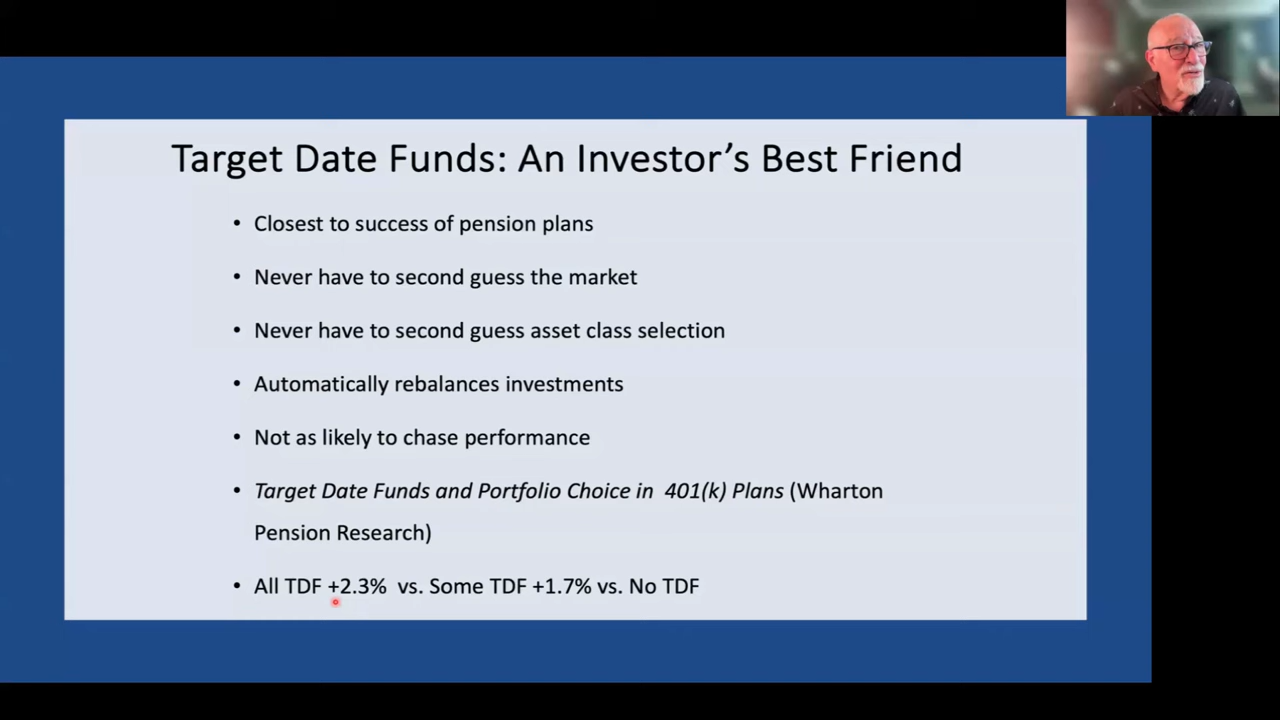 Target Date Funds: An Investor’s Best Friend
• Closest to success of pension plans
• Never have to second guess the market
• Never have to second guess asset class selection
• Automatically rebalances investments
• Not as likely to chase performance
• Target Date Funds and Portfolio Choice in  401(k) Plans (Wharton
Pension Research)
• All TDF +2.3%  vs. Some TDF +1.7% vs. No TDF